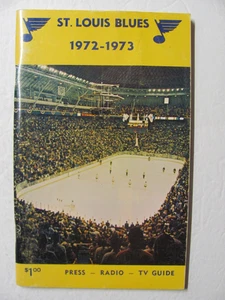 ST. LOUIS BLUES
1972-1973
$1.00
PRESS - RADIO - TV GUIDE